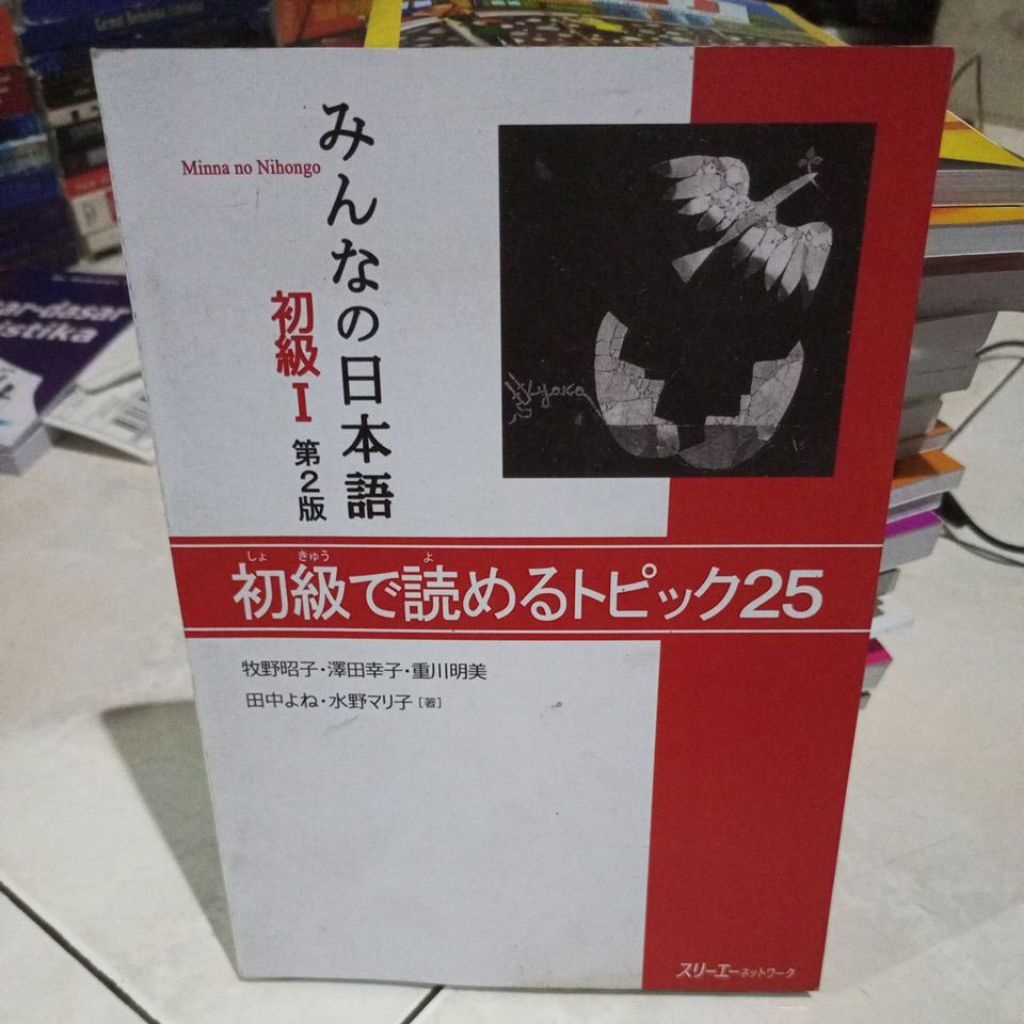 Minna no Nihongo
みんなの日本語
初級I
第2版
しょ きゅう よ
初級で読めるトピック25
牧野昭子・澤田幸子・重川明美
田中よね・水野マリ子[著]
スリーエーネットワーク
ar-dasar
istika